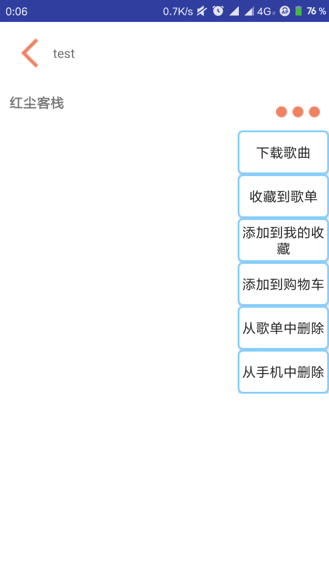 0:06 0.7K/s 4G 76 %
test
红尘客栈
下载歌曲
收藏到歌单
添加到我的收
藏
添加到购物车
从歌单中删除
从手机中删除